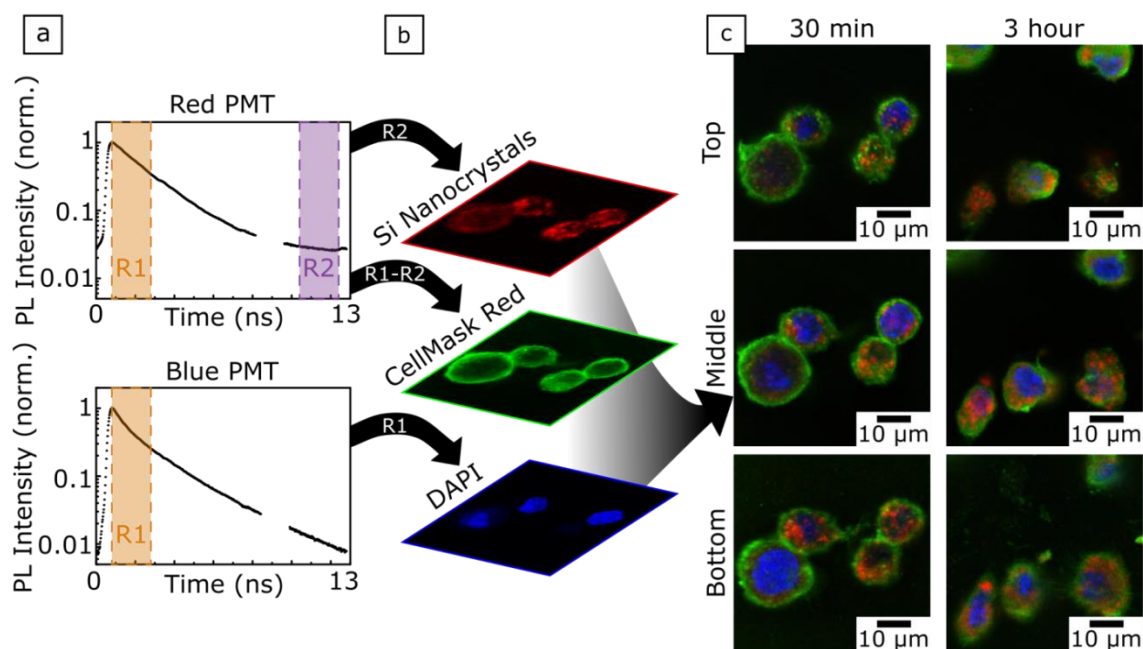 a
b
c
30 min
3 hour
Red PMT
PL Intensity (norm.)
1
0.1
0.01
R1
R2
0
13
Time (ns)
Blue PMT
PL Intensity (norm.)
1
0.1
0.01
R1
0
13
Time (ns)
R2
R1-R2
R1
Si Nanocrystals
CellMask Red
DAPI
Top
10 µm
10 µm
Middle
10 µm
10 µm
Bottom
10 µm
10 µm